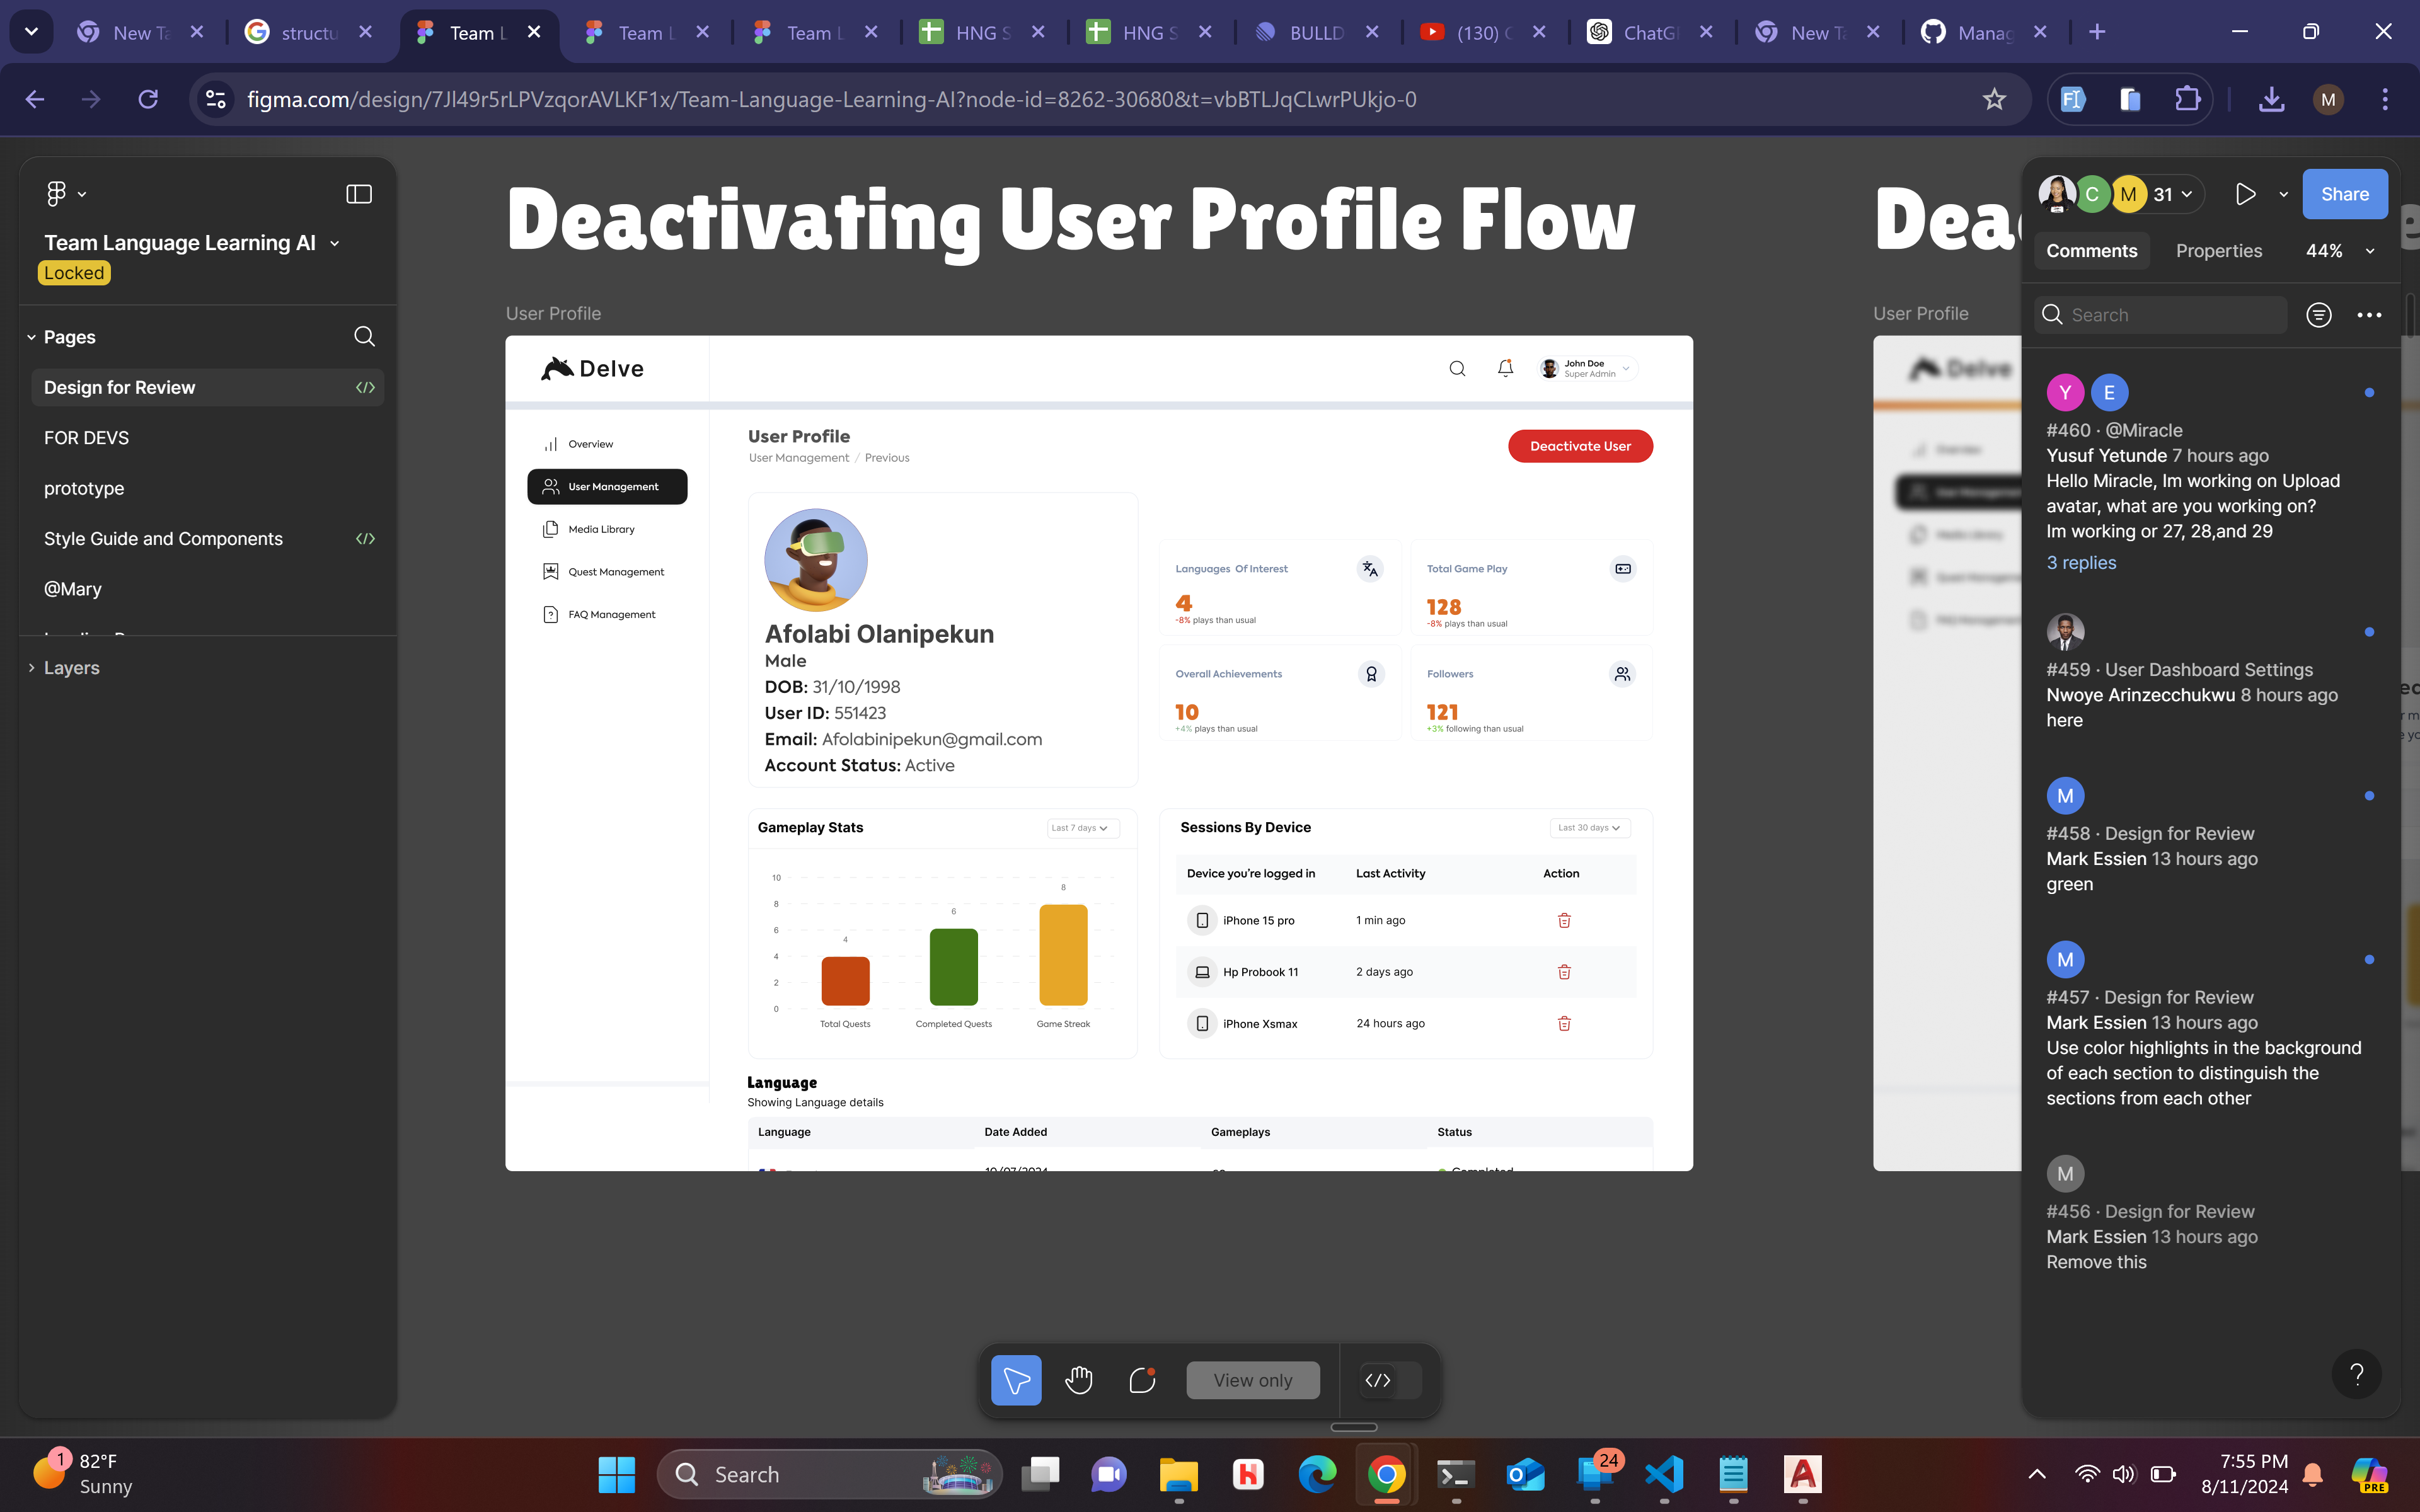 New Ta
structu
Team L
Team L
Team L
HNG S
HNG S
BULLD
(130) C
ChatG
New Ta
Manag
figma.com/design/7Jl49r5rLPVzqorAVLKF1x/Team-Language-Learning-AI?node-id=8262-30680&t=vbBTLJqCLwrPUkjo-0
M
Team Language Learning AI
Locked
Pages
Design for Review
FOR DEVS
prototype
Style Guide and Components
@Mary
Layers
Deactivating User Profile Flow
User Profile
Delve
John Doe
Super Admin
Overview
User Management
Media Library
Quest Management
FAQ Management
User Profile
User Management / Previous
Deactivate User
Afolabi Olanipekun
Male
DOB: 31/10/1998
User ID: 551423
Email: Afolabinipekun@gmail.com
Account Status: Active
Languages Of Interest
4
-8% plays than usual
Total Game Play
128
-8% plays than usual
Overall Achievements
10
+4% plays than usual
Followers
121
+3% following than usual
Gameplay Stats
Last 7 days
10
8
6
4
2
0
4
6
8
Total Quests
Completed Quests
Game Streak
Sessions By Device
Last 30 days
Device you're logged in Last Activity Action
iPhone 15 pro 1 min ago
Hp Probook 11 2 days ago
iPhone Xsmax 24 hours ago
Language
Showing Language details
Language Date Added Gameplays Status
10/07/2024 Completed
Dea
User Profile
Delve
C
M
31
Share
Comments
Properties
44%
Search
Y
E
#460 · @Miracle
Yusuf Yetunde 7 hours ago
Hello Miracle, Im working on Upload
avatar, what are you working on?
Im working or 27, 28,and 29
3 replies
#459 · User Dashboard Settings
Nwoye Arinzecchukwu 8 hours ago
here
M
#458 · Design for Review
Mark Essien 13 hours ago
green
M
#457 · Design for Review
Mark Essien 13 hours ago
Use color highlights in the background
of each section to distinguish the
sections from each other
M
#456 · Design for Review
Mark Essien 13 hours ago
Remove this
View only
?
1
82°F
Sunny
Search
24
7:55 PM
8/11/2024
PRE